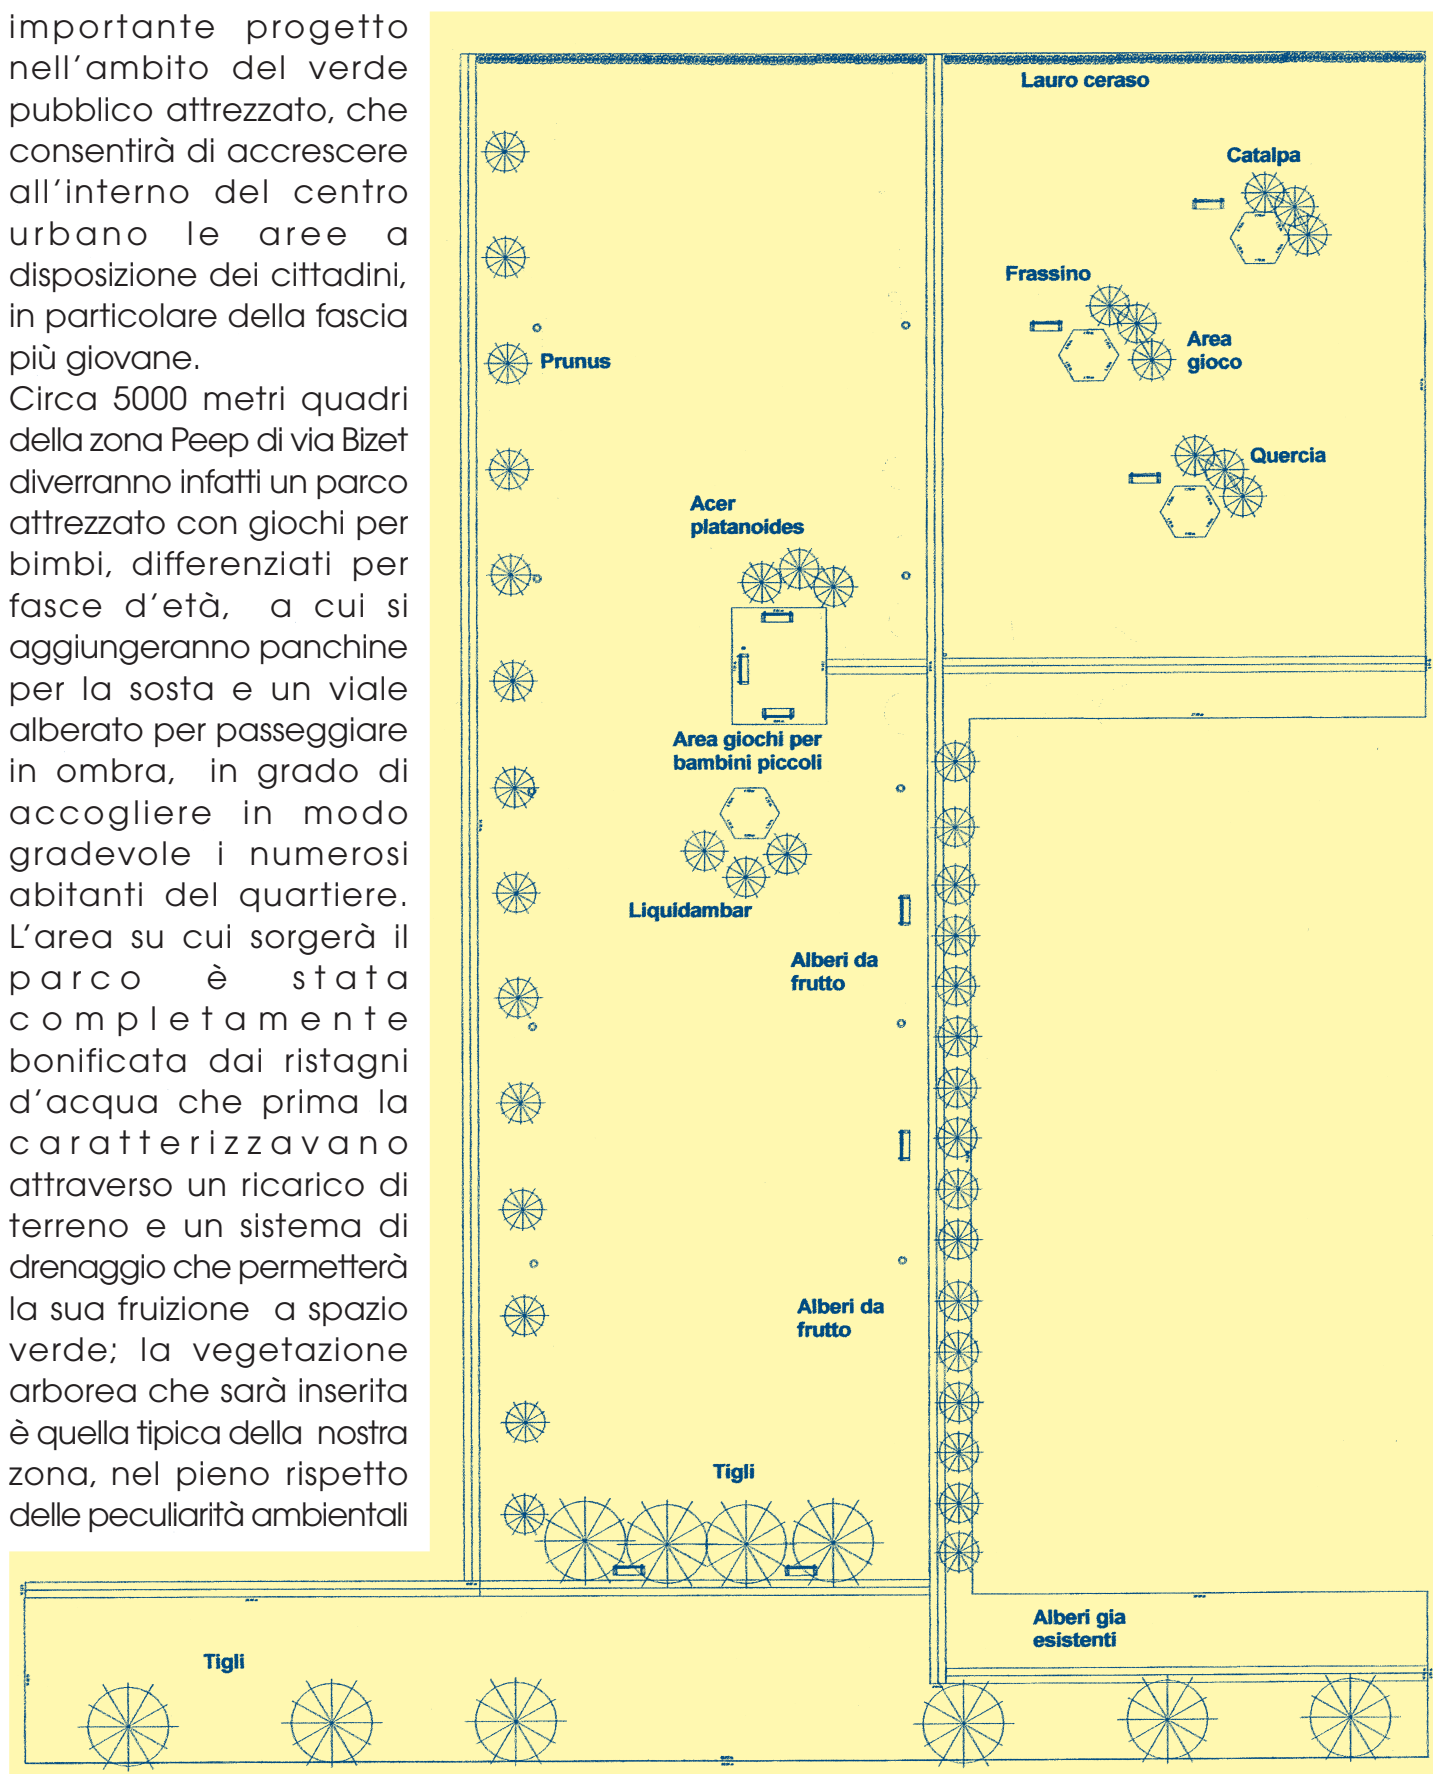 importante progetto
nell'ambito del verde
pubblico attrezzato, che
consentirà di accrescere
all'interno del centro
urbano le aree a
disposizione dei cittadini,
in particolare della fascia
più giovane.
Circa 5000 metri quadri
della zona Peep di via Bizet
diverranno infatti un parco
attrezzato con giochi per
bimbi, differenziati per
fasce d'età, a cui si
aggiungeranno panchine
per la sosta e un viale
alberato per passeggiare
in ombra, in grado di
accogliere in modo
gradevole i numerosi
abitanti del quartiere.
L'area su cui sorgerà il
parco è stata
completamente
bonificata dai ristagni
d'acqua che prima la
caratterizzavano
attraverso un ricarico di
terreno e un sistema di
drenaggio che permetterà
la sua fruizione a spazio
verde; la vegetazione
arborea che sarà inserita
è quella tipica della nostra
zona, nel pieno rispetto
delle peculiarità ambientali
Lauro ceraso
Catalpa
Frassino
Area
gioco
Prunus
Quercia
Acer
platanoides
Area giochi per
bambini piccoli
Liquidambar
Alberi da
frutto
Alberi da
frutto
Tigli
Alberi gia
esistenti
Tigli